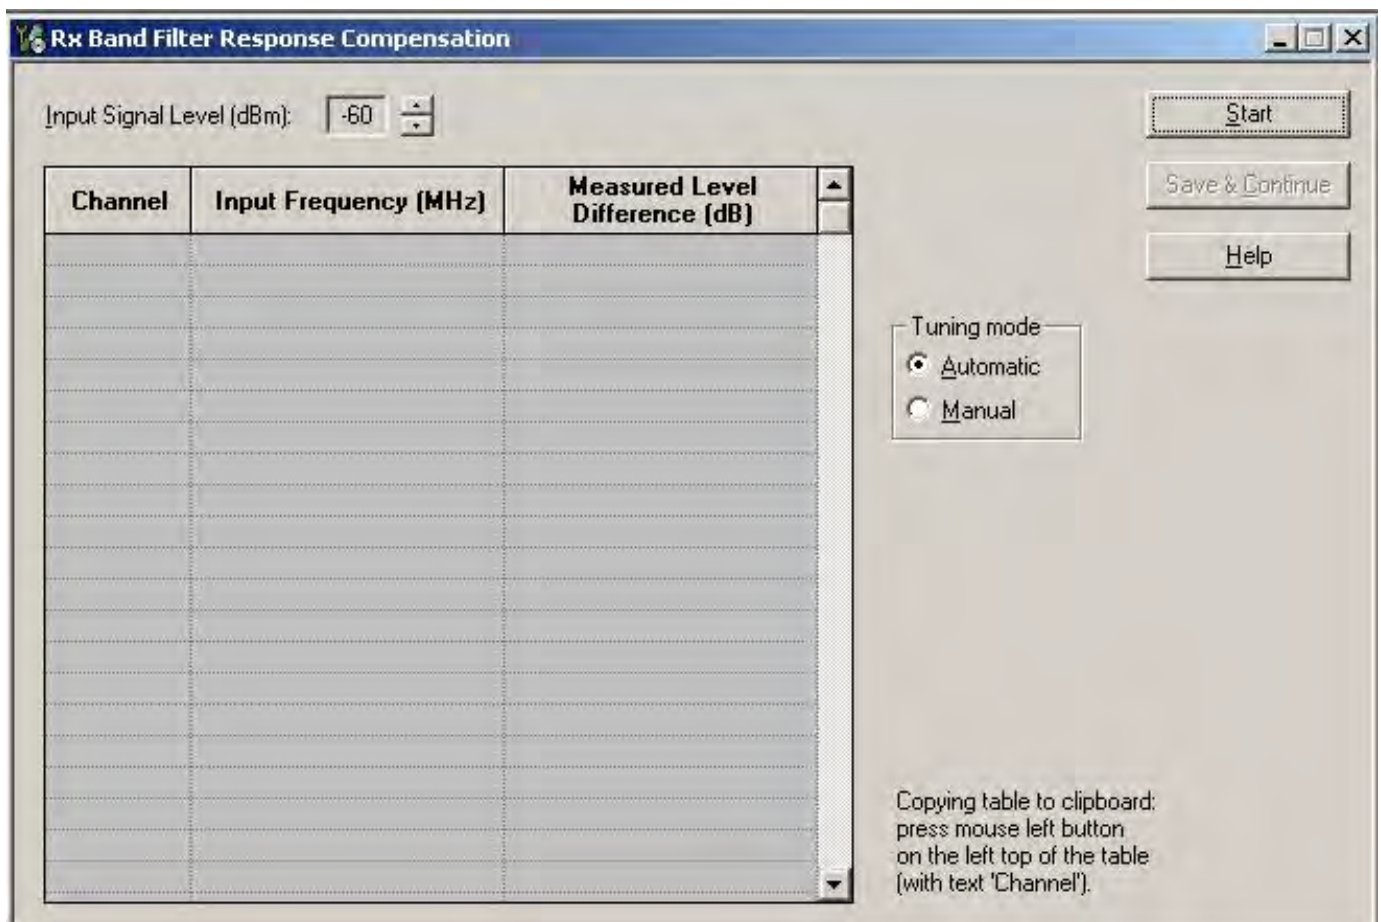 Rx Band Filter Response Compensation
Input Signal Level (dBm): -60
Start
Save & Continue
Help
Channel
Input Frequency (MHz)
Measured Level
Difference (dB)
Tuning mode
Automatic
Manual
Copying table to clipboard:
press mouse left button
on the left top of the table
(with text 'Channel').